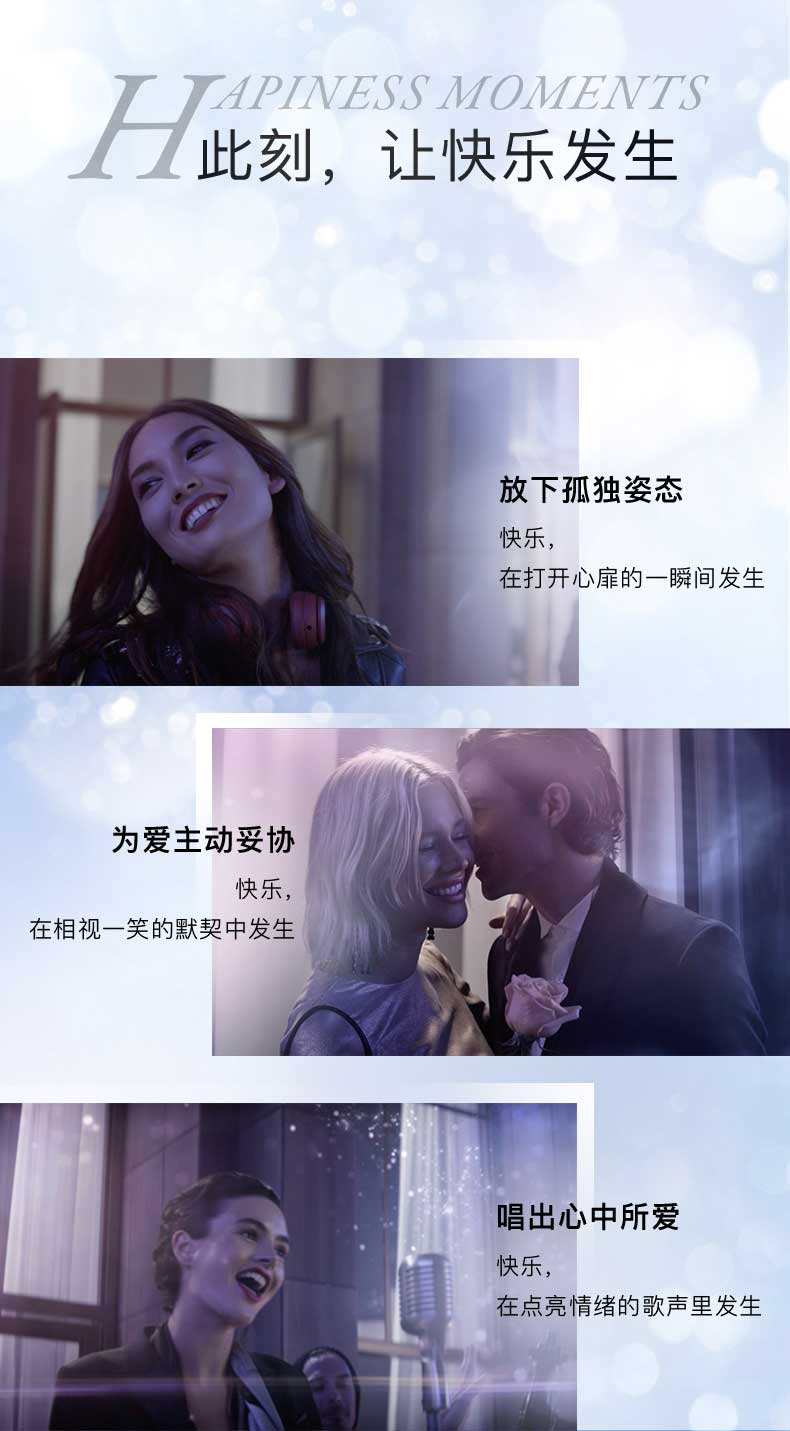 HAPINESS MOMENTS
此刻，让快乐发生
放下孤独姿态
快乐，
在打开心扉的一瞬间发生
为爱主动妥协
快乐，
在相视一笑的默契中发生
唱出心中所爱
快乐，
在点亮情绪的歌声里发生